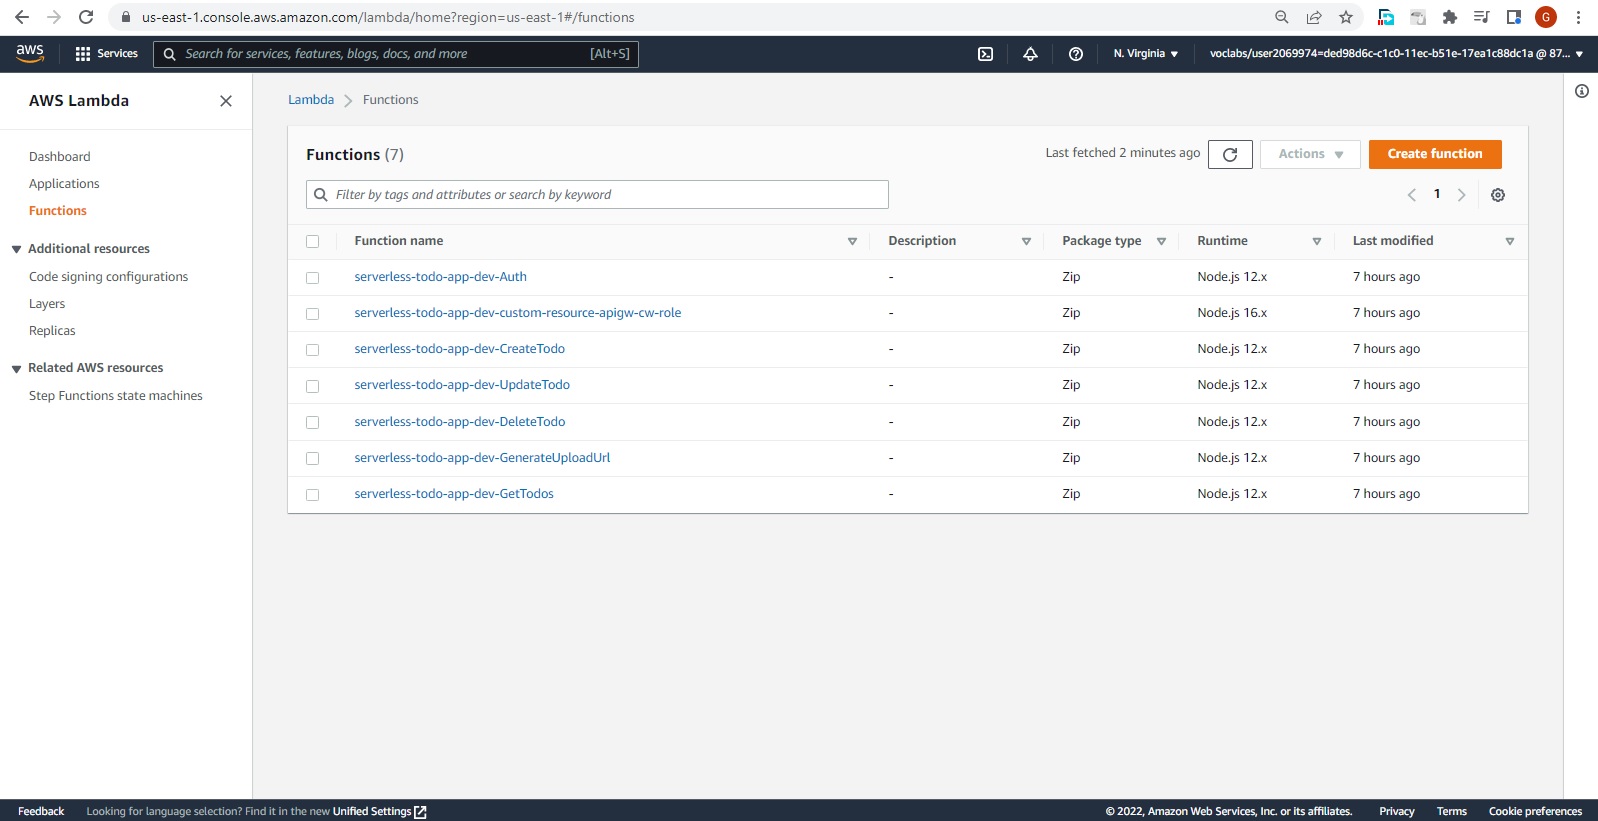 us-east-1.console.aws.amazon.com/lambda/home?region=us-east-1#/functions
G
aws
Services
Search for services, features, blogs, docs, and more
[Alt+S]
N. Virginia
voclabs/user2069974=ded98d6c-c1c0-11ec-b51e-17ea1c88dc1a @ 87...
AWS Lambda
Dashboard
Applications
Functions
Additional resources
Code signing configurations
Layers
Replicas
Related AWS resources
Step Functions state machines
Lambda > Functions
Functions (7)
Last fetched 2 minutes ago
Actions
Create function
Filter by tags and attributes or search by keyword
1
Function name Description Package type Runtime Last modified
serverless-todo-app-dev-Auth - Zip Node.js 12.x 7 hours ago
serverless-todo-app-dev-custom-resource-apigw-cw-role - Zip Node.js 16.x 7 hours ago
serverless-todo-app-dev-CreateTodo - Zip Node.js 12.x 7 hours ago
serverless-todo-app-dev-UpdateTodo - Zip Node.js 12.x 7 hours ago
serverless-todo-app-dev-DeleteTodo - Zip Node.js 12.x 7 hours ago
serverless-todo-app-dev-GenerateUploadUrl - Zip Node.js 12.x 7 hours ago
serverless-todo-app-dev-GetTodos - Zip Node.js 12.x 7 hours ago
Feedback
Looking for language selection? Find it in the new Unified Settings
© 2022, Amazon Web Services, Inc. or its affiliates.
Privacy
Terms
Cookie preferences